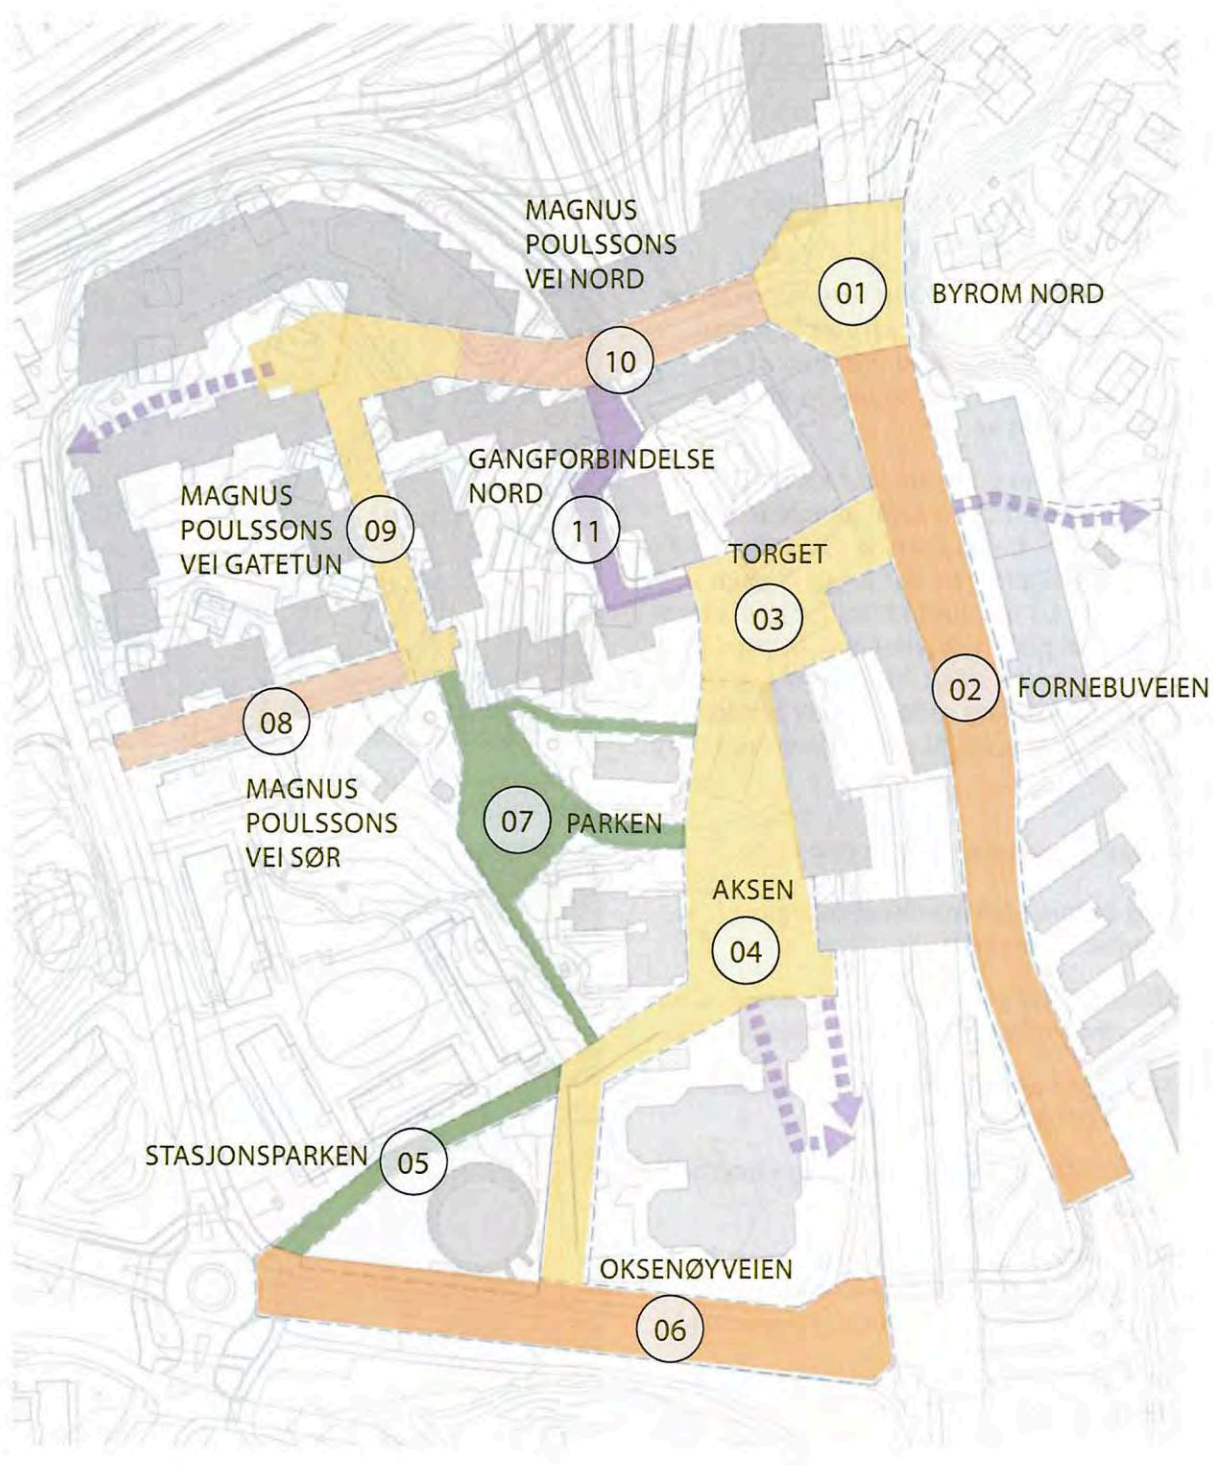 MAGNUS
POULSSONS
VEI NORD
01
BYROM NORD
10
GANGFORBINDELSE
NORD
11
MAGNUS
POULSSONS
VEI GATETUN
09
TORGET
03
02
FORNEBUVEIEN
08
MAGNUS
POULSSONS
VEI SØR
07
PARKEN
AKSEN
04
STASJONSPARKEN
05
OKSENØYVEIEN
06